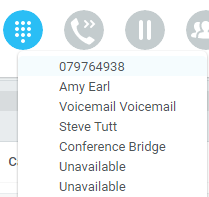 079764938
Amy Earl
Voicemail Voicemail
Steve Tutt
Conference Bridge
C
Unavailable
Unavailable